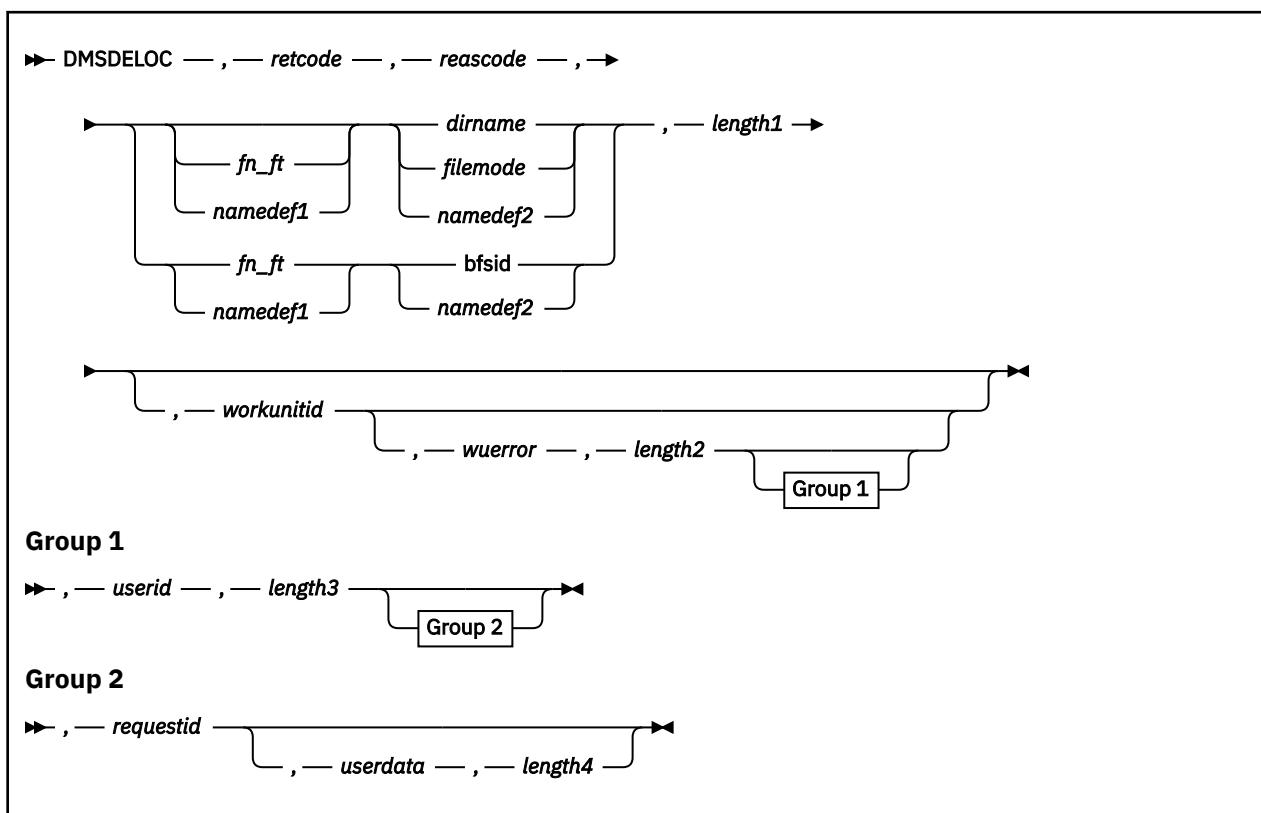 DMSDELOC , retcode , reascode ,
dirname , length1
fn_ft filemode
namedef1 namedef2
fn_ft bfsid
namedef1 namedef2
, workunitid
, wuerror , length2
Group 1
Group 1
, userid , length3
Group 2
Group 2
, requestid
, userdata , length4